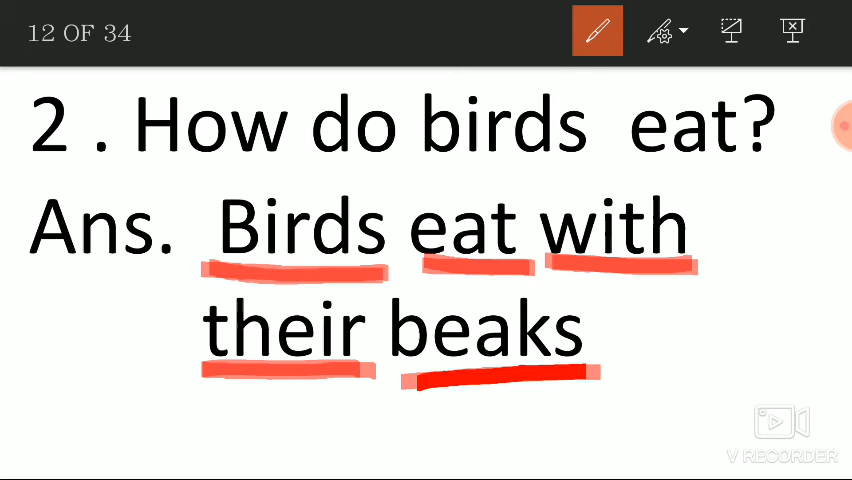 12 OF 34
2 . How do birds eat?
Ans. Birds eat with
their beaks
V RECORDER